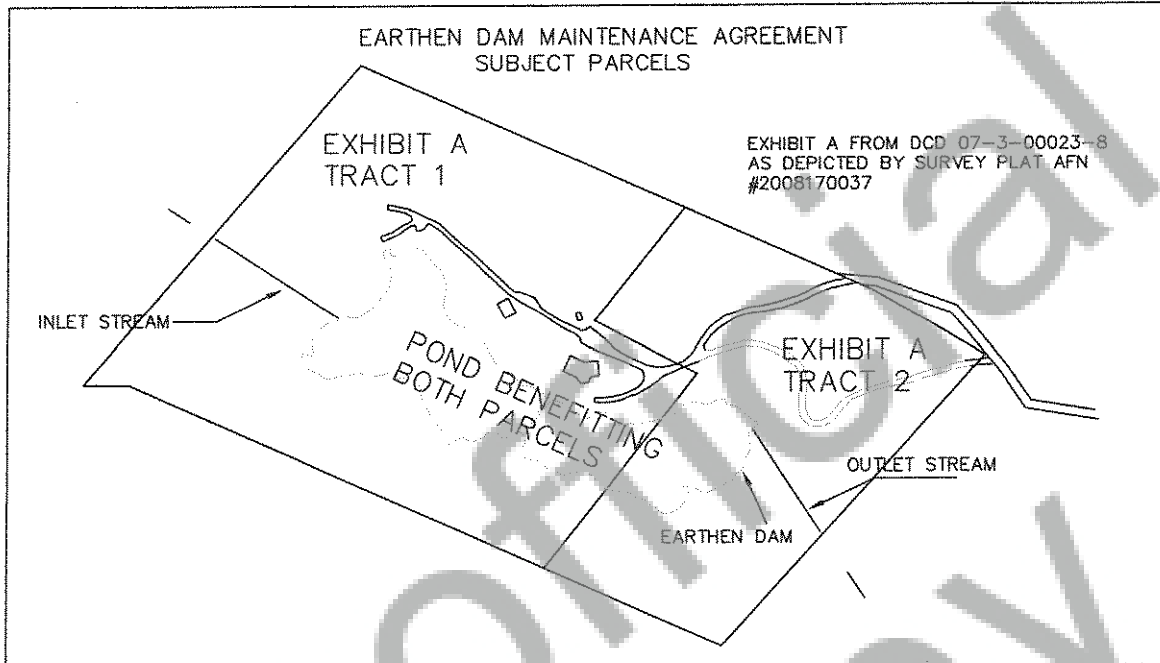 EARTHEN DAM MAINTENANCE AGREEMENT
SUBJECT PARCELS
EXHIBIT A
TRACT 1
EXHIBIT A FROM DCD 07-3-00023-8
AS DEPICTED BY SURVEY PLAT AFN
#2008170037
INLET STREAM
POND BENEFITTING
BOTH PARCELS
EXHIBIT A
TRACT 2
OUTLET STREAM
EARTHEN DAM
official